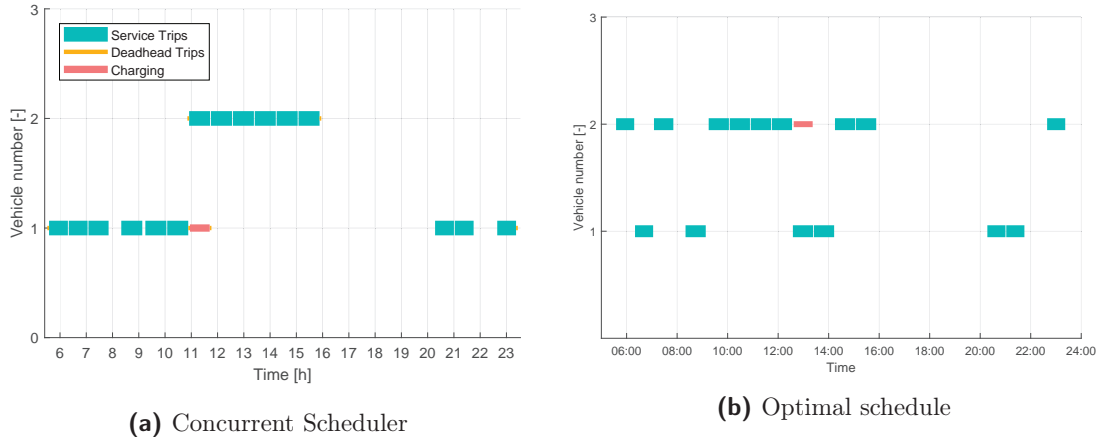 3
Service Trips
Deadhead Trips
Charging
2
1
0
Vehicle number [-]
6 7 8 9 10 11 12 13 14 15 16 17 18 19 20 21 22 23
Time [h]
(a) Concurrent Scheduler
3
2
1
Vehicle number [-]
06:00 08:00 10:00 12:00 14:00 16:00 18:00 20:00 22:00 24:00
Time
(b) Optimal schedule